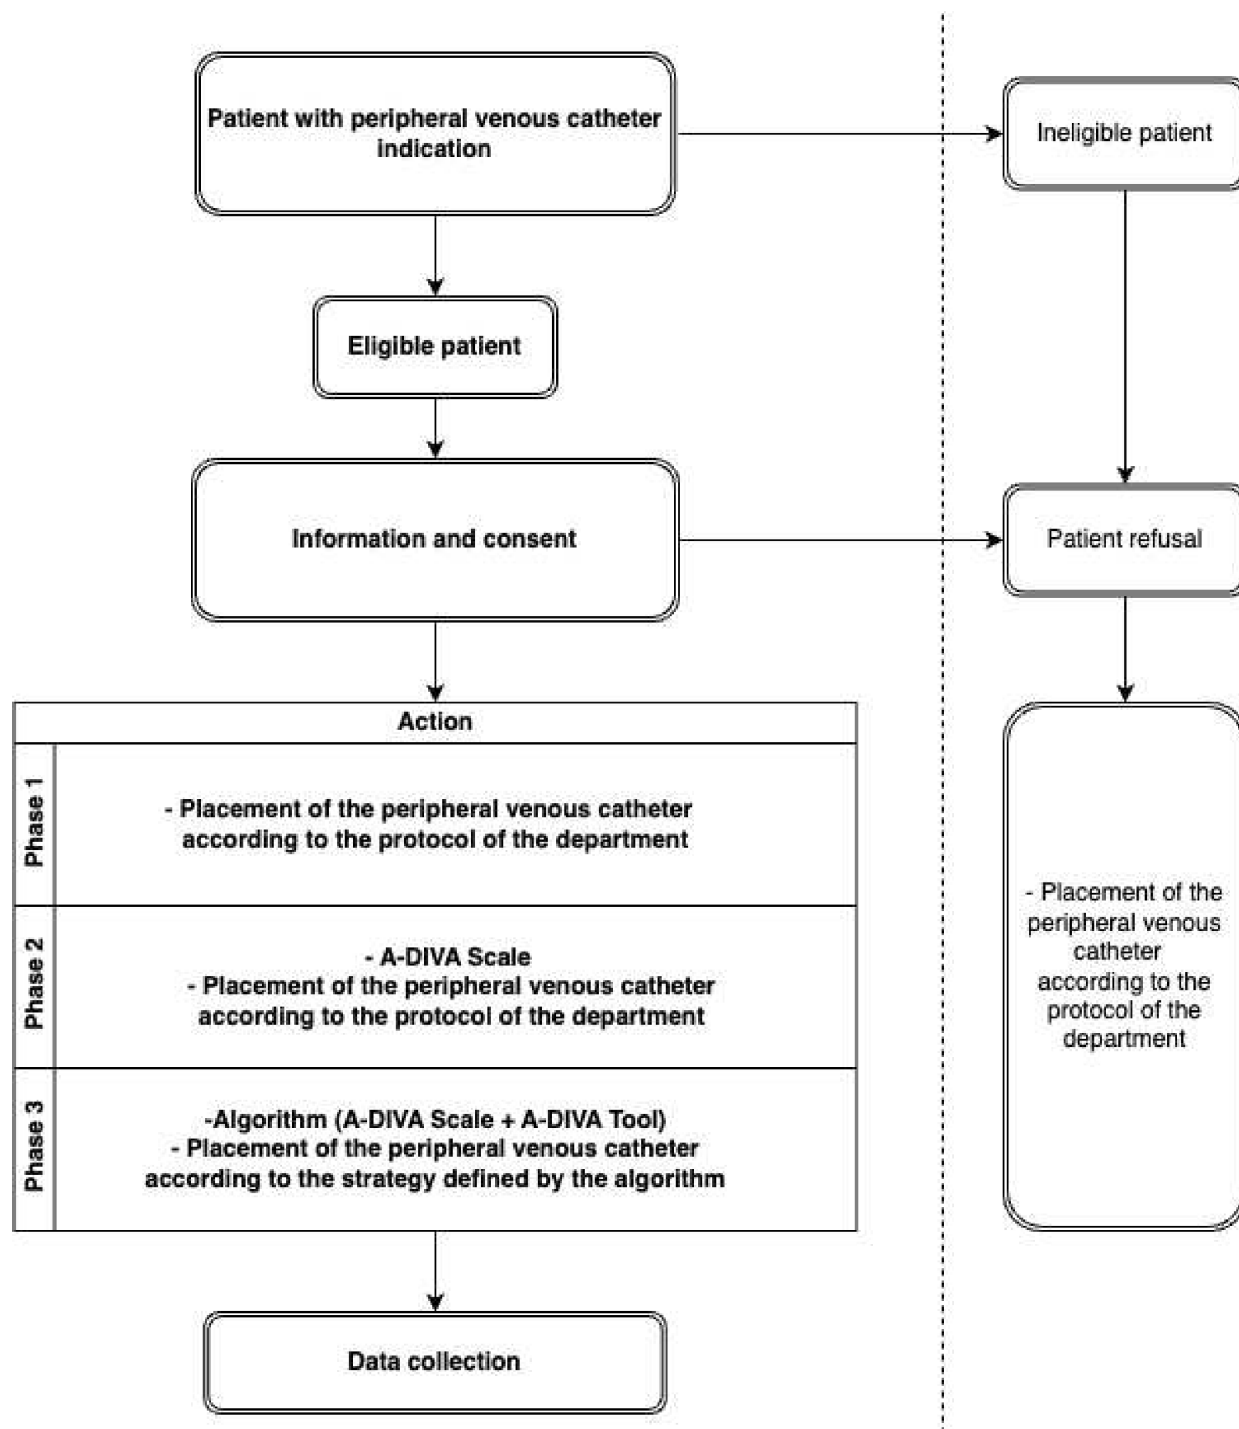 Patient with peripheral venous catheter
indication
Ineligible patient
Eligible patient
Information and consent
Patient refusal
Action
Phase 1
- Placement of the peripheral venous catheter
according to the protocol of the department
Phase 2
- A-DIVA Scale
- Placement of the peripheral venous catheter
according to the protocol of the department
Phase 3
-Algorithm (A-DIVA Scale + A-DIVA Tool)
- Placement of the peripheral venous catheter
according to the strategy defined by the algorithm
- Placement of the
peripheral venous
catheter
according to the
protocol of the
department
Data collection